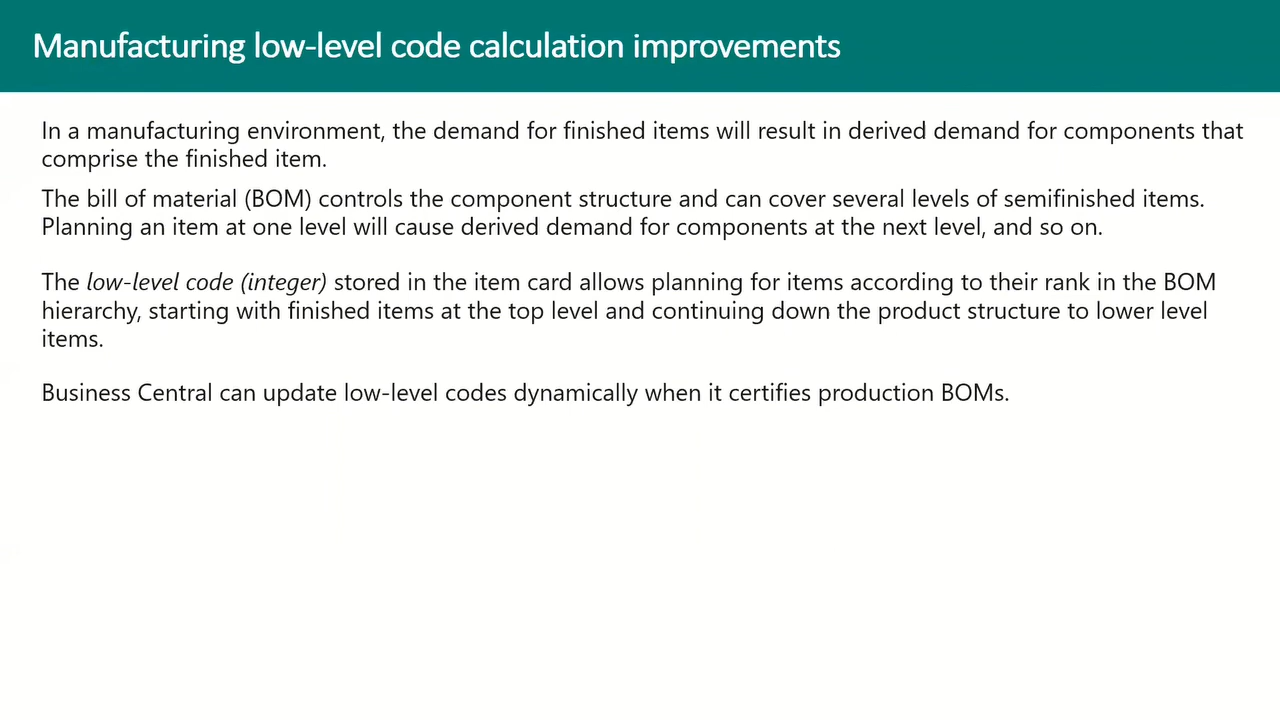 Manufacturing low-level code calculation improvements
In a manufacturing environment, the demand for finished items will result in derived demand for components that
comprise the finished item.
The bill of material (BOM) controls the component structure and can cover several levels of semifinished items.
Planning an item at one level will cause derived demand for components at the next level, and so on.
The low-level code (integer) stored in the item card allows planning for items according to their rank in the BOM
hierarchy, starting with finished items at the top level and continuing down the product structure to lower level
items.
Business Central can update low-level codes dynamically when it certifies production BOMs.